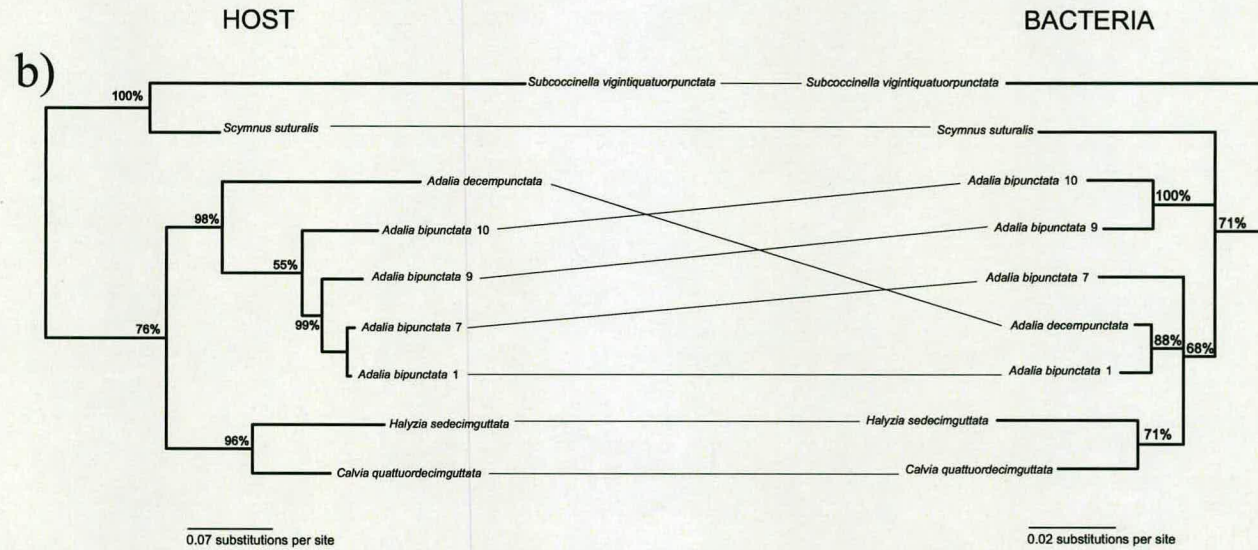 HOST
BACTERIA
b)
Subcoccinella vigintiquatuorpunctata
Subcoccinella vigintiquatuorpunctata
100%
Scymnus suturalis
Scymnus suturalis
Adalia decempunctata
Adalia bipunctata 10
100%
98%
Adalia bipunctata 10
Adalia bipunctata 9
71%
55%
Adalia bipunctata 9
Adalia bipunctata 7
99%
Adalia bipunctata 7
Adalia decempunctata
76%
88%
68%
Adalia bipunctata 1
Adalia bipunctata 1
Halyzia sedecimguttata
Halyzia sedecimguttata
96%
71%
Calvia quattuordecimguttata
Calvia quattuordecimguttata
0.07 substitutions per site
0.02 substitutions per site